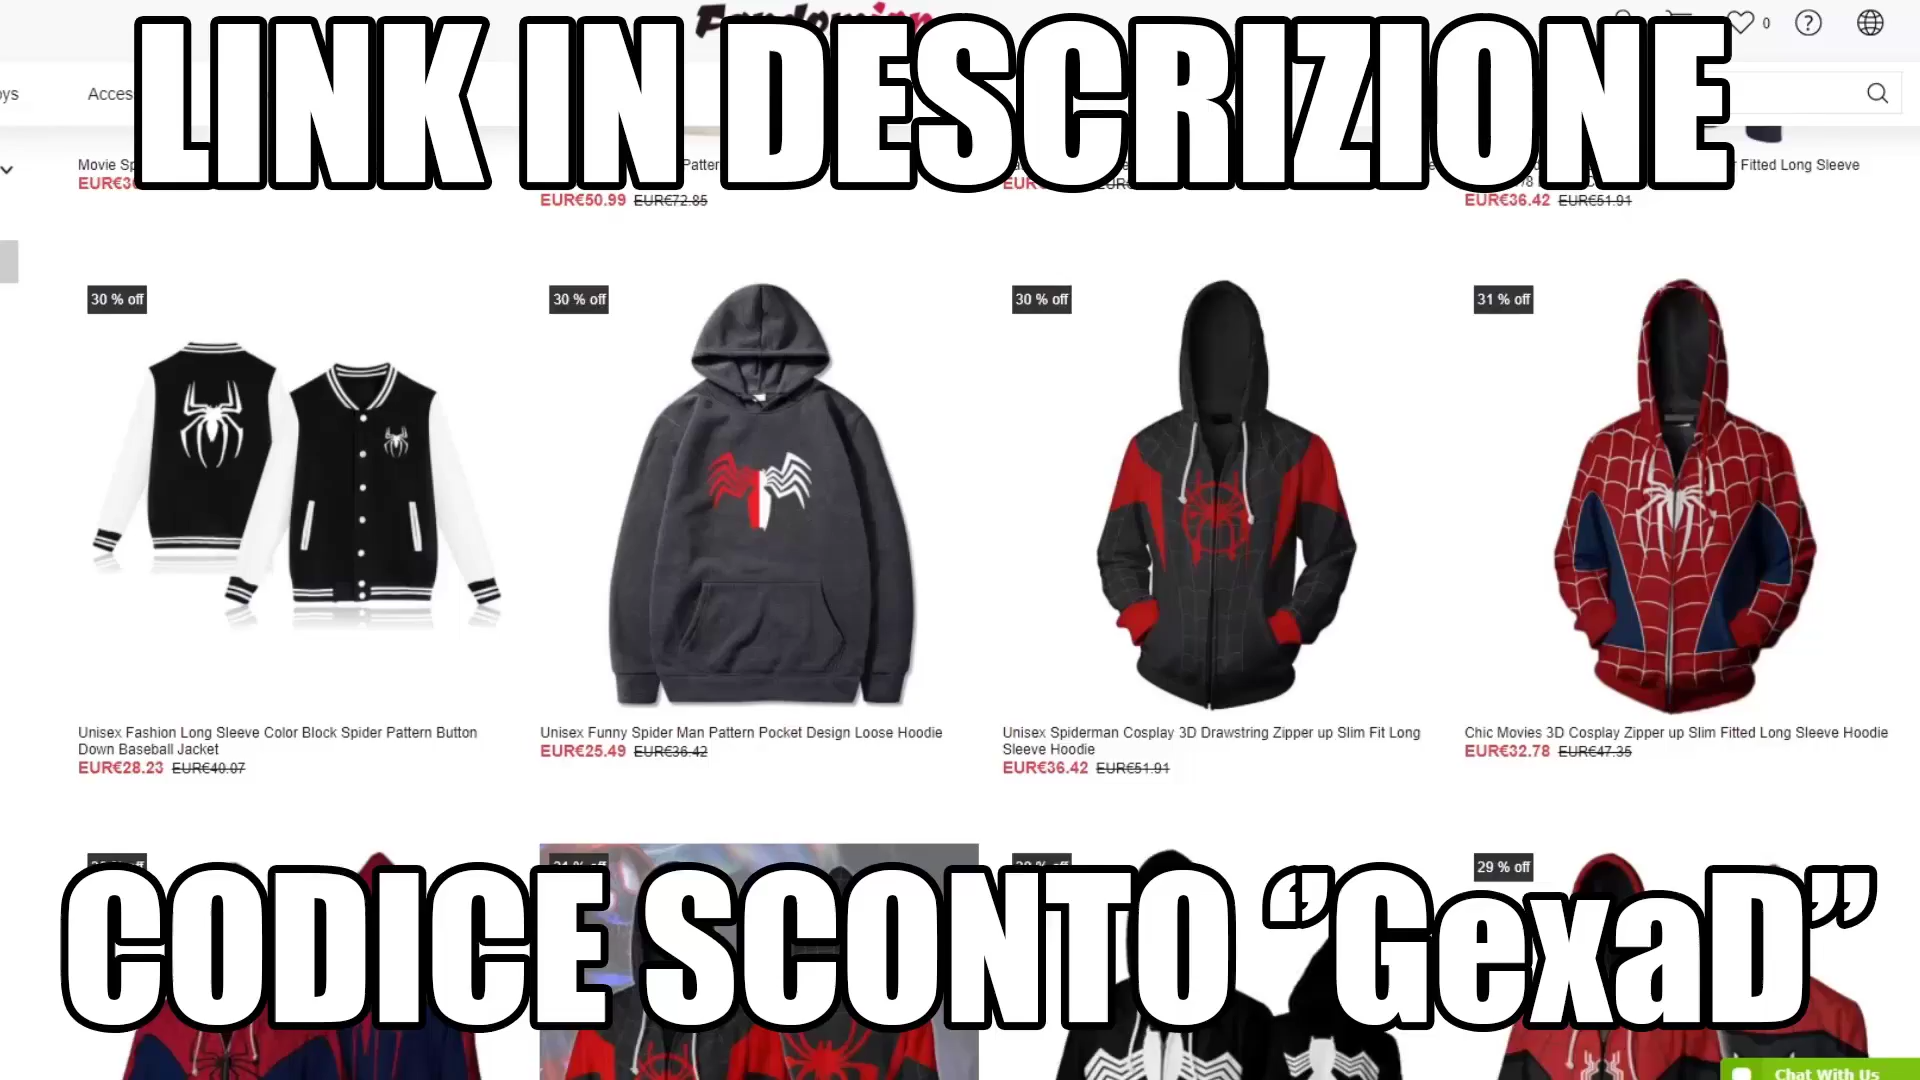 LINK IN DESCRIZIONE
0
?
Acces
Movie Sp
Patter
r Fitted Long Sleeve
EUR€50.99 EUR€72.85
EUR€36.42 EUR€51.91
30 % off
30 % off
30 % off
31 % off
Unisex Fashion Long Sleeve Color Block Spider Pattern Button
Down Baseball Jacket
EUR€28.23 EUR€40.07
Unisex Funny Spider Man Pattern Pocket Design Loose Hoodie
EUR€25.49 EUR€36.42
Unisex Spiderman Cosplay 3D Drawstring Zipper up Slim Fit Long
Sleeve Hoodie
EUR€36.42 EUR€51.91
Chic Movies 3D Cosplay Zipper up Slim Fitted Long Sleeve Hoodie
EUR€32.78 EUR€47.35
29 % off
CODICE SCONTO “GexaD”
Chat With Us